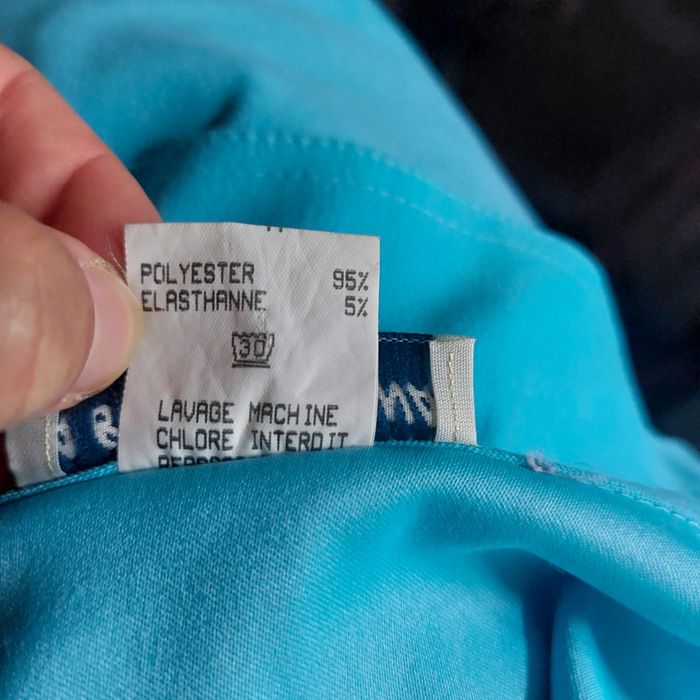 POLYESTER 95%
ELASTHANNE 5%
30
LAVAGE MACHINE
CHLORE INTERDIT